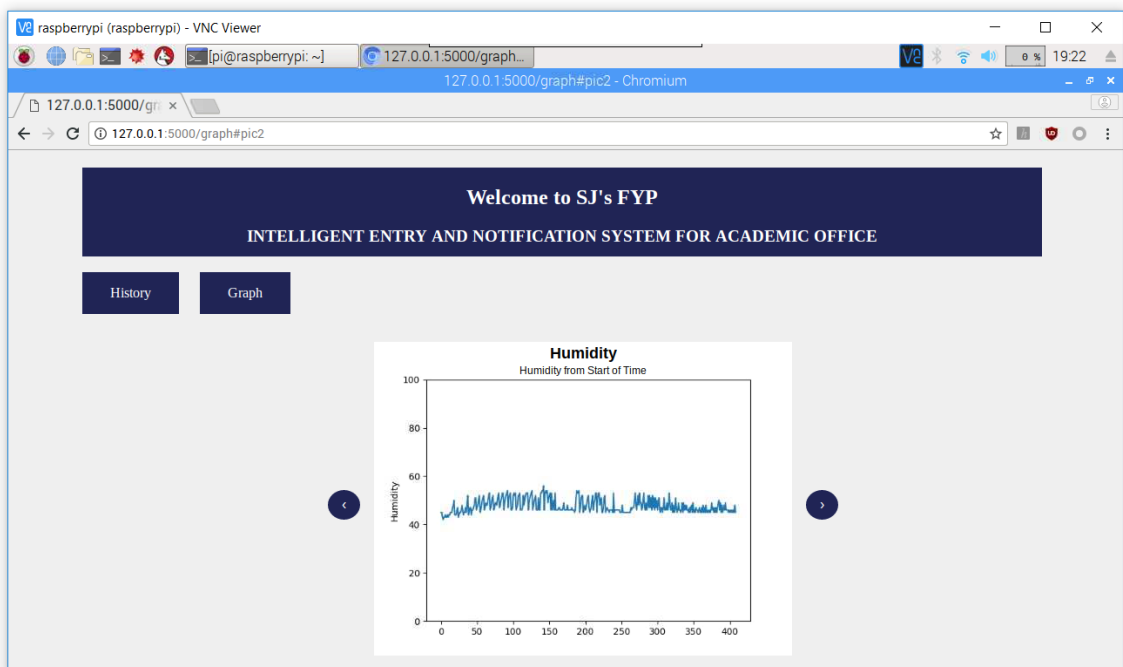 raspberrypi (raspberrypi) - VNC Viewer
[pi@raspberrypi: ~]
127.0.0.1:5000/graph...
0 %
19:22
127.0.0.1:5000/graph#pic2 - Chromium
127.0.0.1:5000/gr
127.0.0.1:5000/graph#pic2
Welcome to SJ's FYP
INTELLIGENT ENTRY AND NOTIFICATION SYSTEM FOR ACADEMIC OFFICE
History Graph
Humidity
Humidity from Start of Time
100
80
60
40
20
0
Humidity
0 50 100 150 200 250 300 350 400